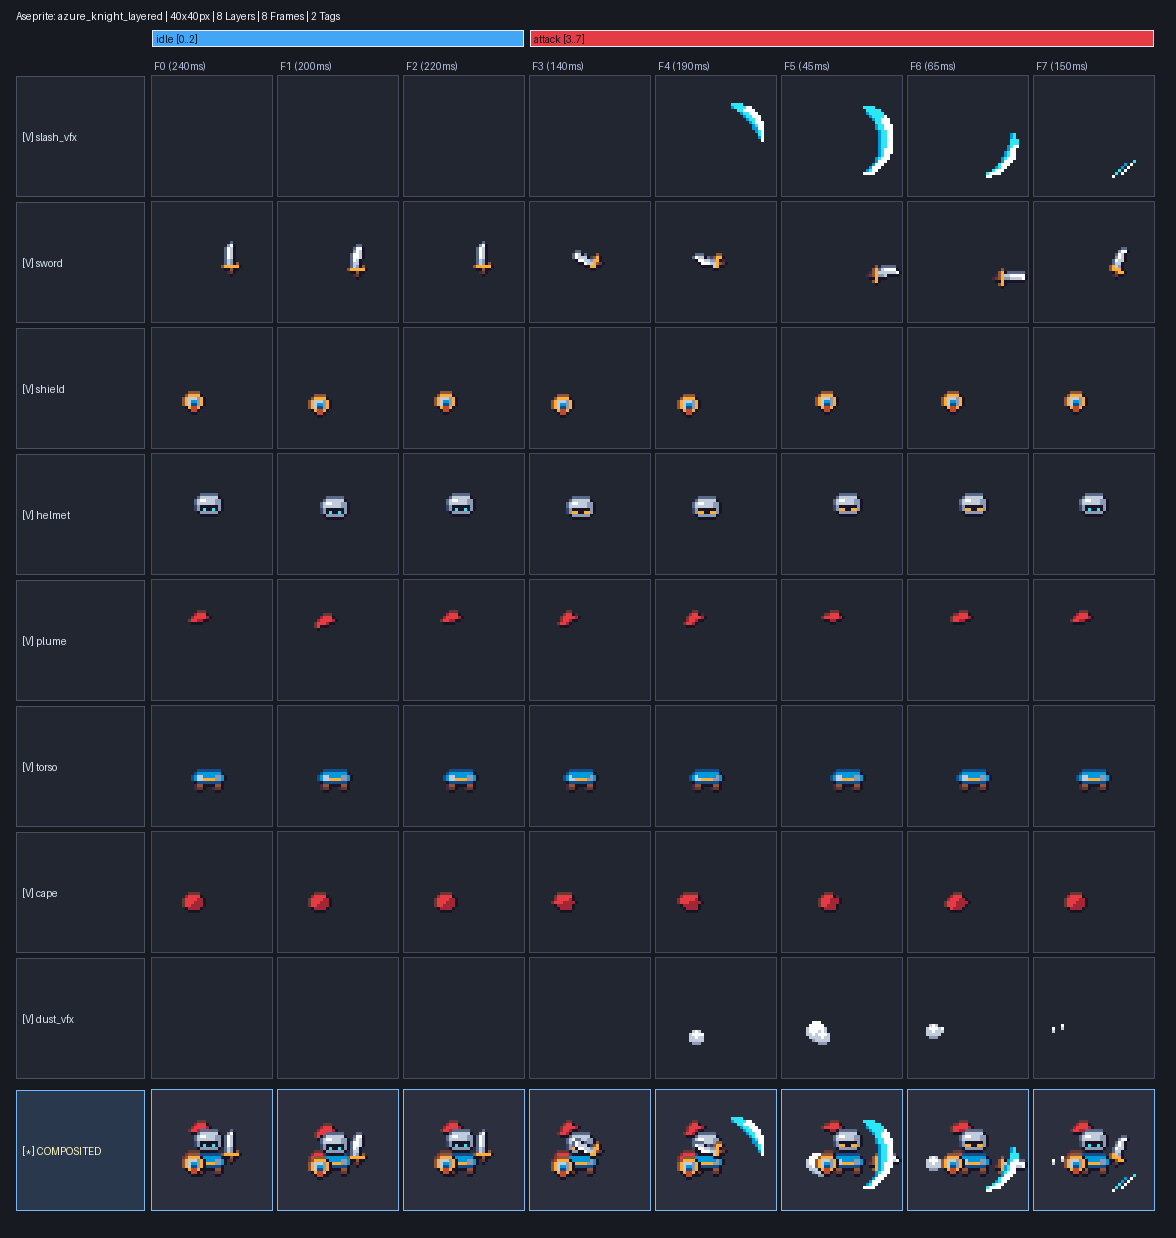 Aseprite: azure_knight_layered | 40x40px | 8 Layers | 8 Frames | 2 Tags
idle [0..2] attack [3..7]
F0 (240ms) F1 (200ms) F2 (220ms) F3 (140ms) F4 (190ms) F5 (45ms) F6 (65ms) F7 (150ms)
[V] slash_vfx
[V] sword
[V] shield
[V] helmet
[V] plume
[V] torso
[V] cape
[V] dust_vfx
[*] COMPOSITED